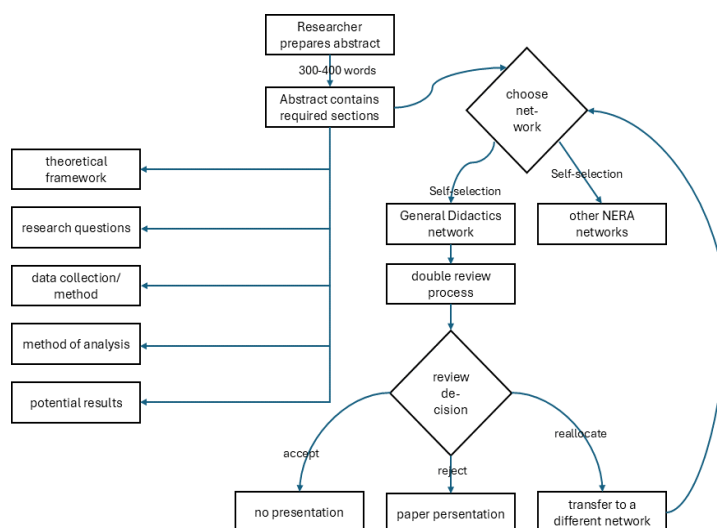 Researcher
prepares abstract
300-400 words
Abstract contains
required sections
choose
net-
work
theoretical
framework
research questions
data collection/
method
method of analysis
potential results
Self-selection
Self-selection
General Didactics
network
other NERA
networks
double review
process
review
de-
cision
accept
reject
reallocate
no presentation
paper persentation
transfer to a
different network